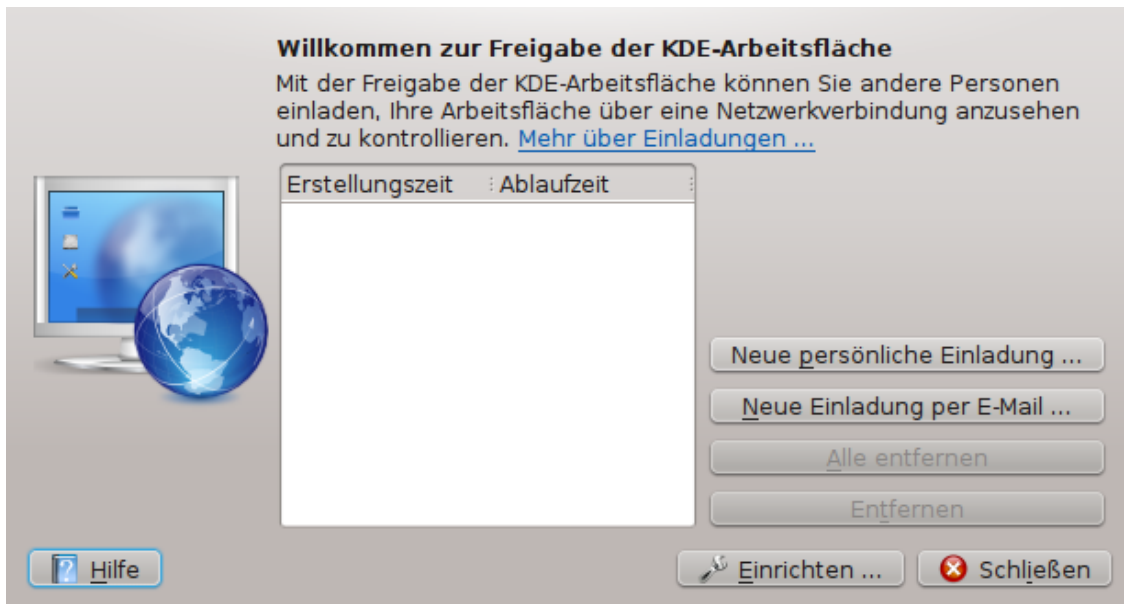 Willkommen zur Freigabe der KDE-Arbeitsfläche
Mit der Freigabe der KDE-Arbeitsfläche können Sie andere Personen
einladen, Ihre Arbeitsfläche über eine Netzwerkverbindung anzusehen
und zu kontrollieren. Mehr über Einladungen ...
Erstellungszeit Ablaufzeit
Neue persönliche Einladung ...
Neue Einladung per E-Mail ...
Alle entfernen
Entfernen
Hilfe
Einrichten ...
Schließen